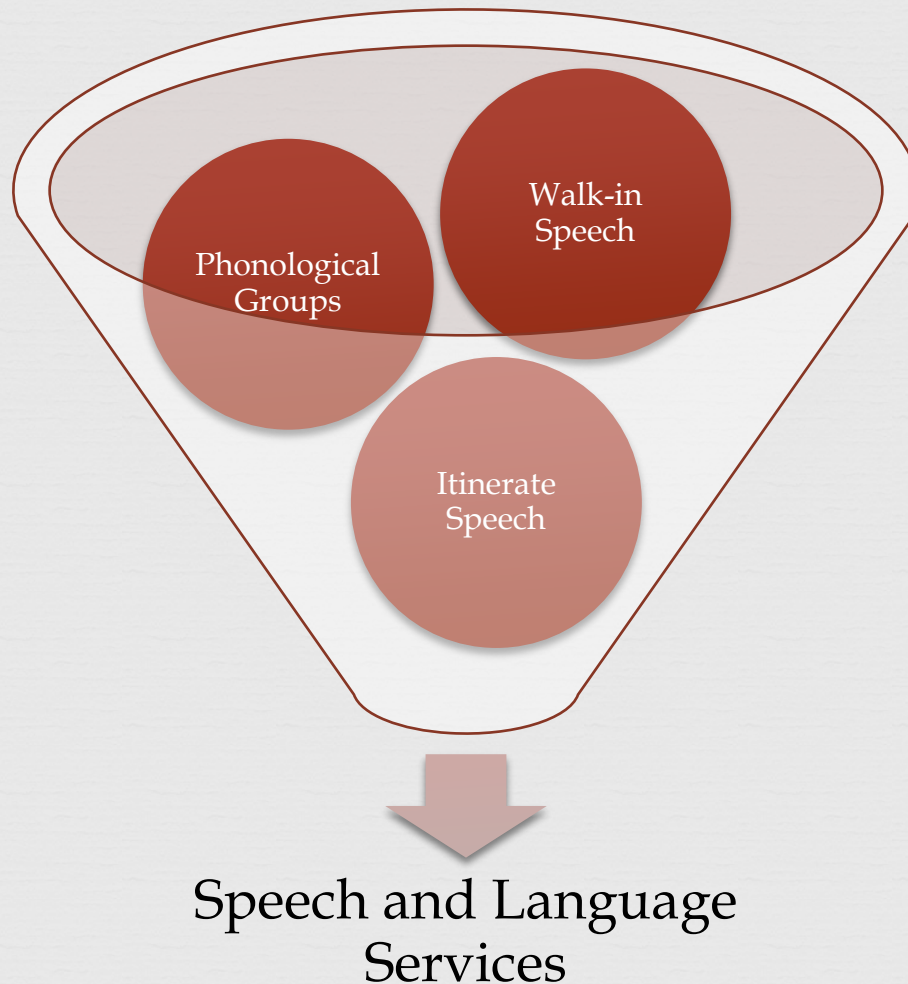 Walk-in
Speech
Phonological
Groups
Itinerate
Speech
Speech and Language
Services